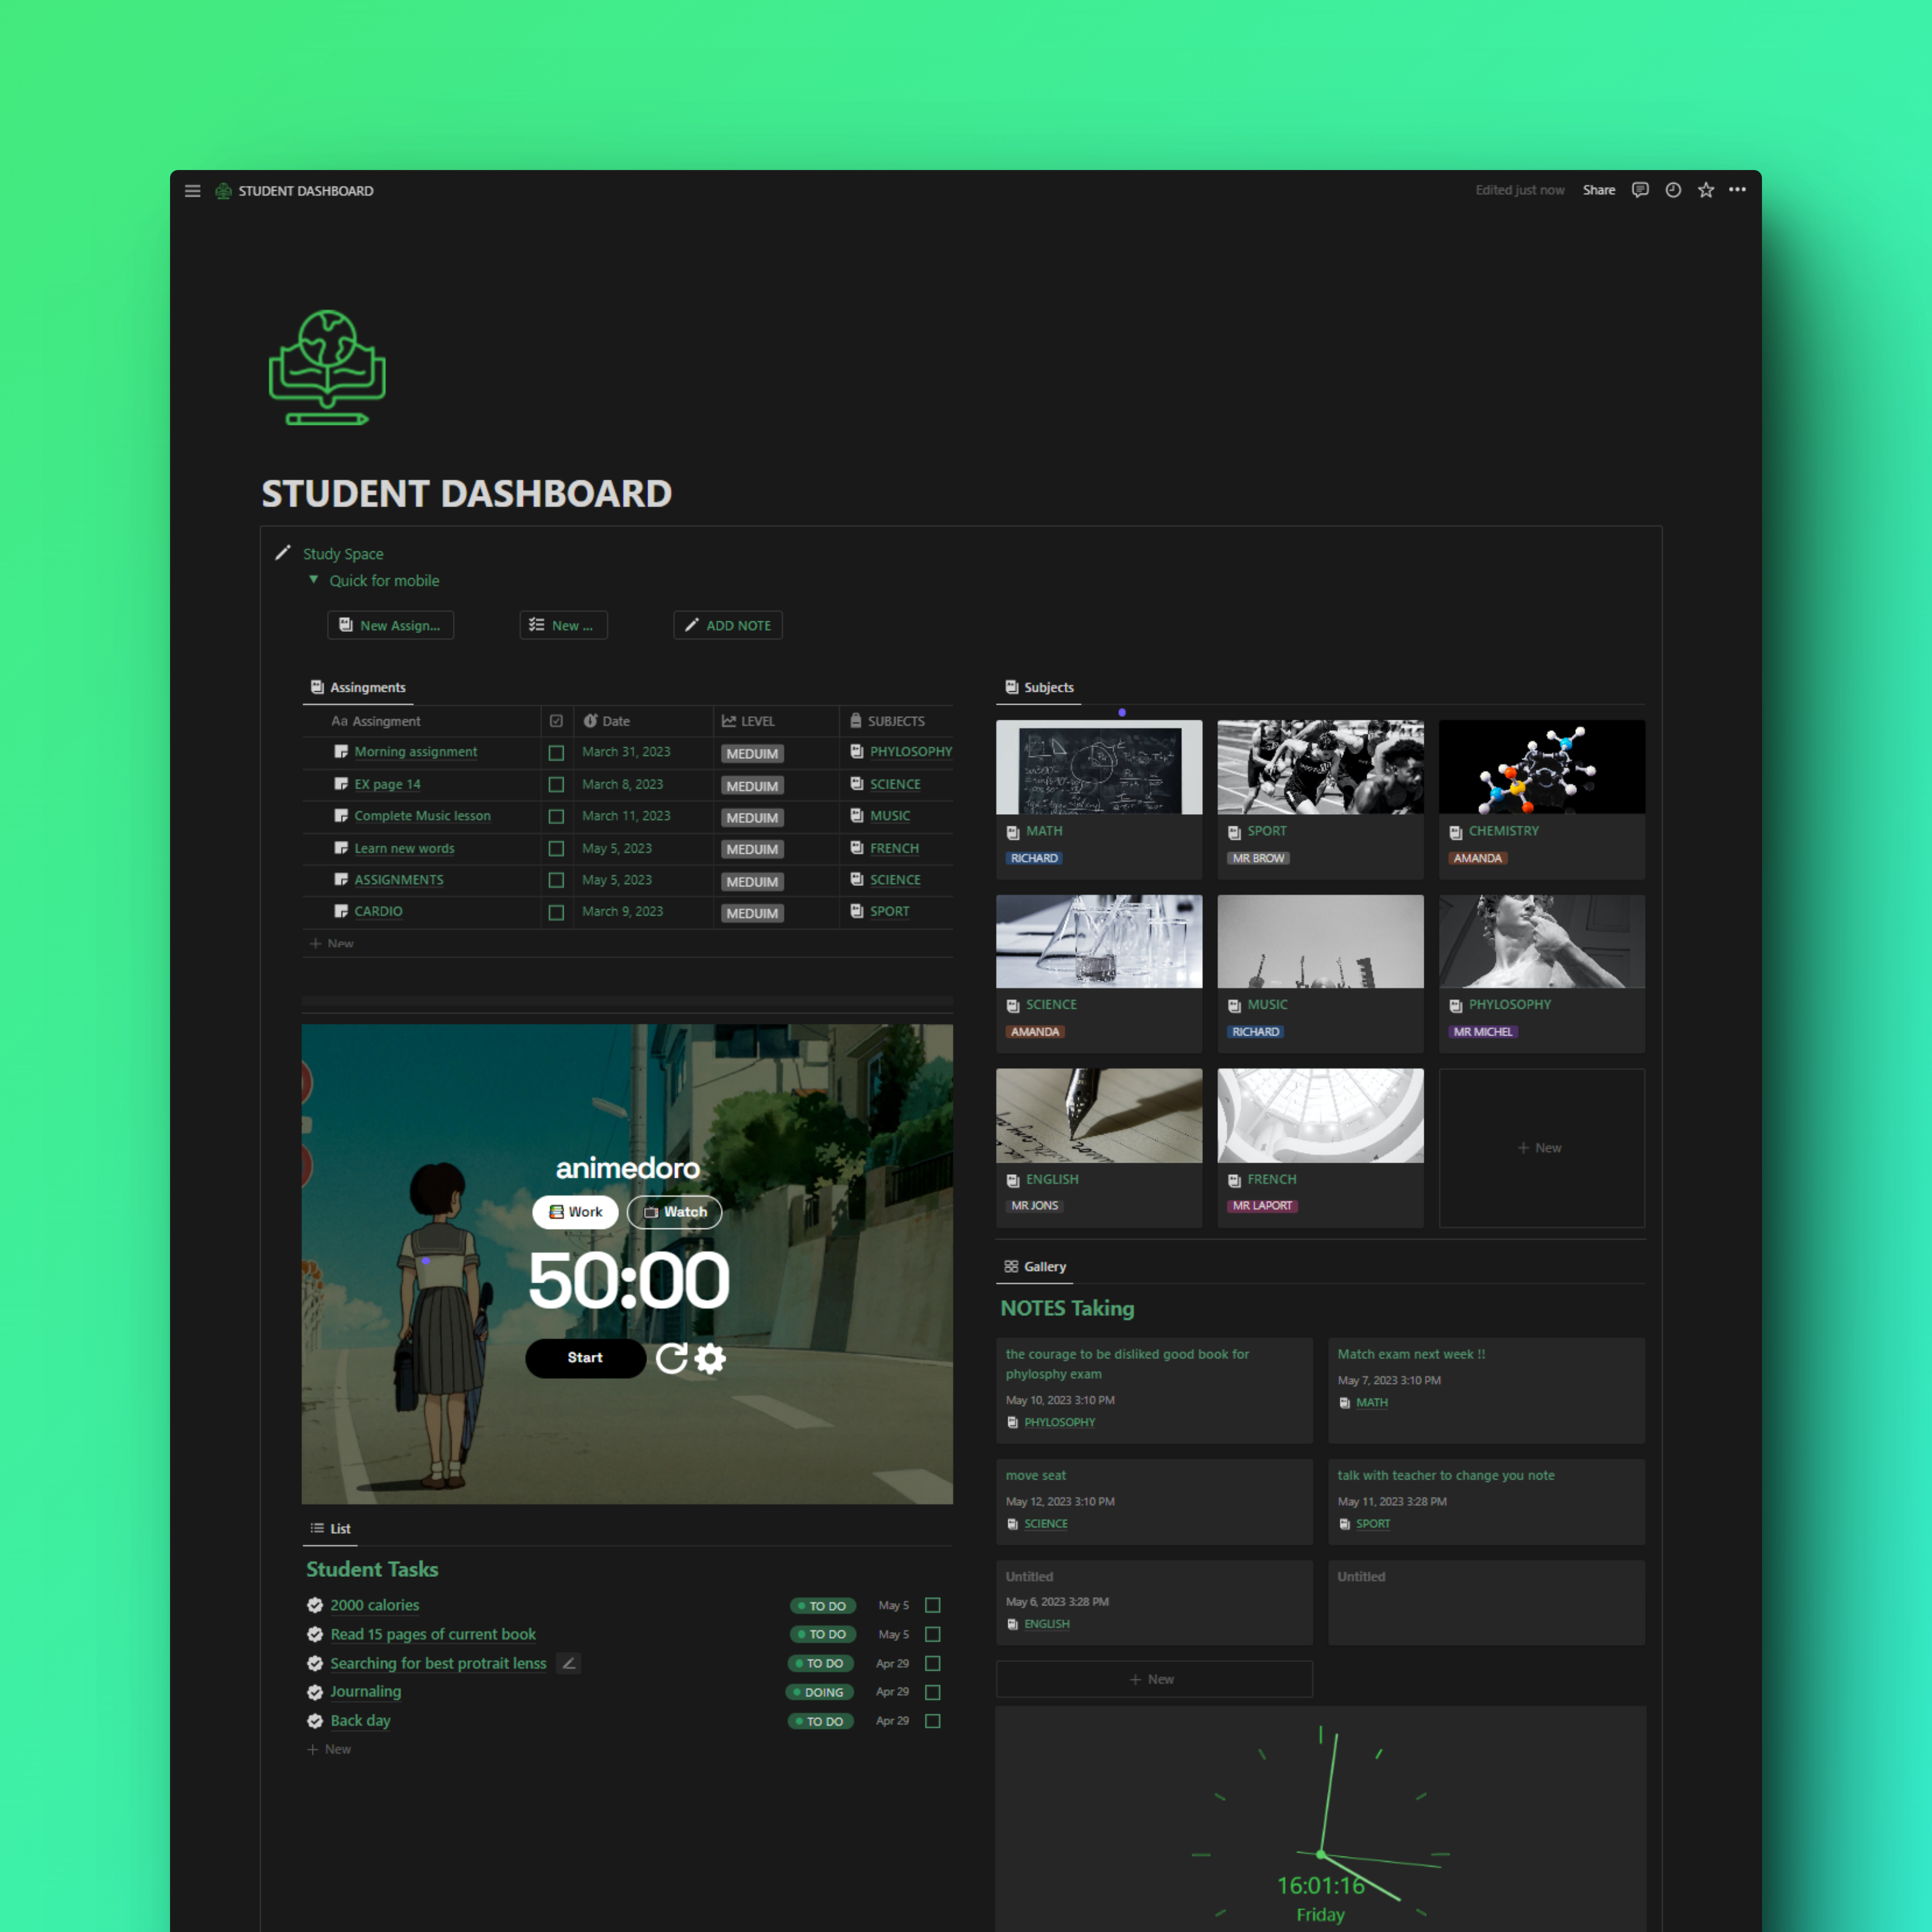 STUDENT DASHBOARD
Edited just now Share
STUDENT DASHBOARD
Study Space
Quick for mobile
New Assign... New ... ADD NOTE
Assingments
Aa Assingment Date LEVEL SUBJECTS
Morning assignment March 31, 2023 MEDUIM PHYLOSOPHY
EX page 14 March 8, 2023 MEDUIM SCIENCE
Complete Music lesson March 11, 2023 MEDUIM MUSIC
Learn new words May 5, 2023 MEDUIM FRENCH
ASSIGNMENTS May 5, 2023 MEDUIM SCIENCE
CARDIO March 9, 2023 MEDUIM SPORT
+ New
animedoro
Work Watch
50:00
Start
List
Student Tasks
2000 calories TO DO May 5
Read 15 pages of current book TO DO May 5
Searching for best protrait lenss TO DO Apr 29
Journaling DOING Apr 29
Back day TO DO Apr 29
+ New
Subjects
MATH
RICHARD
SPORT
MR BROW
CHEMISTRY
AMANDA
SCIENCE
AMANDA
MUSIC
RICHARD
PHYLOSOPHY
MR MICHEL
ENGLISH
MR JONS
FRENCH
MR LAPORT
+ New
Gallery
NOTES Taking
the courage to be disliked good book for
phylosphy exam
May 10, 2023 3:10 PM
PHYLOSOPHY
Match exam next week !!
May 7, 2023 3:10 PM
MATH
move seat
May 12, 2023 3:10 PM
SCIENCE
talk with teacher to change you note
May 11, 2023 3:28 PM
SPORT
Untitled
May 6, 2023 3:28 PM
ENGLISH
Untitled
+ New
16:01:16
Friday